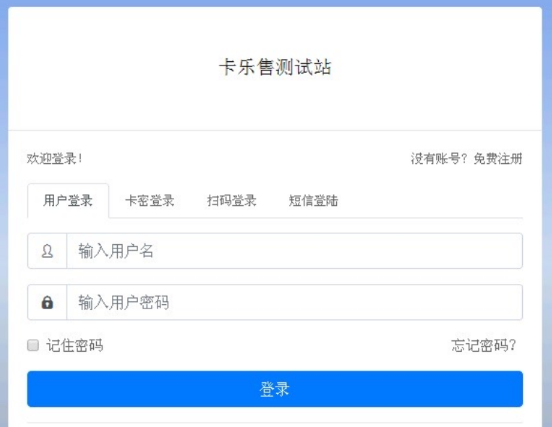 卡乐售测试站
欢迎登录！ 没有账号？免费注册
用户登录 卡密登录 扫码登录 短信登陆
输入用户名
输入用户密码
记住密码 忘记密码？
登录